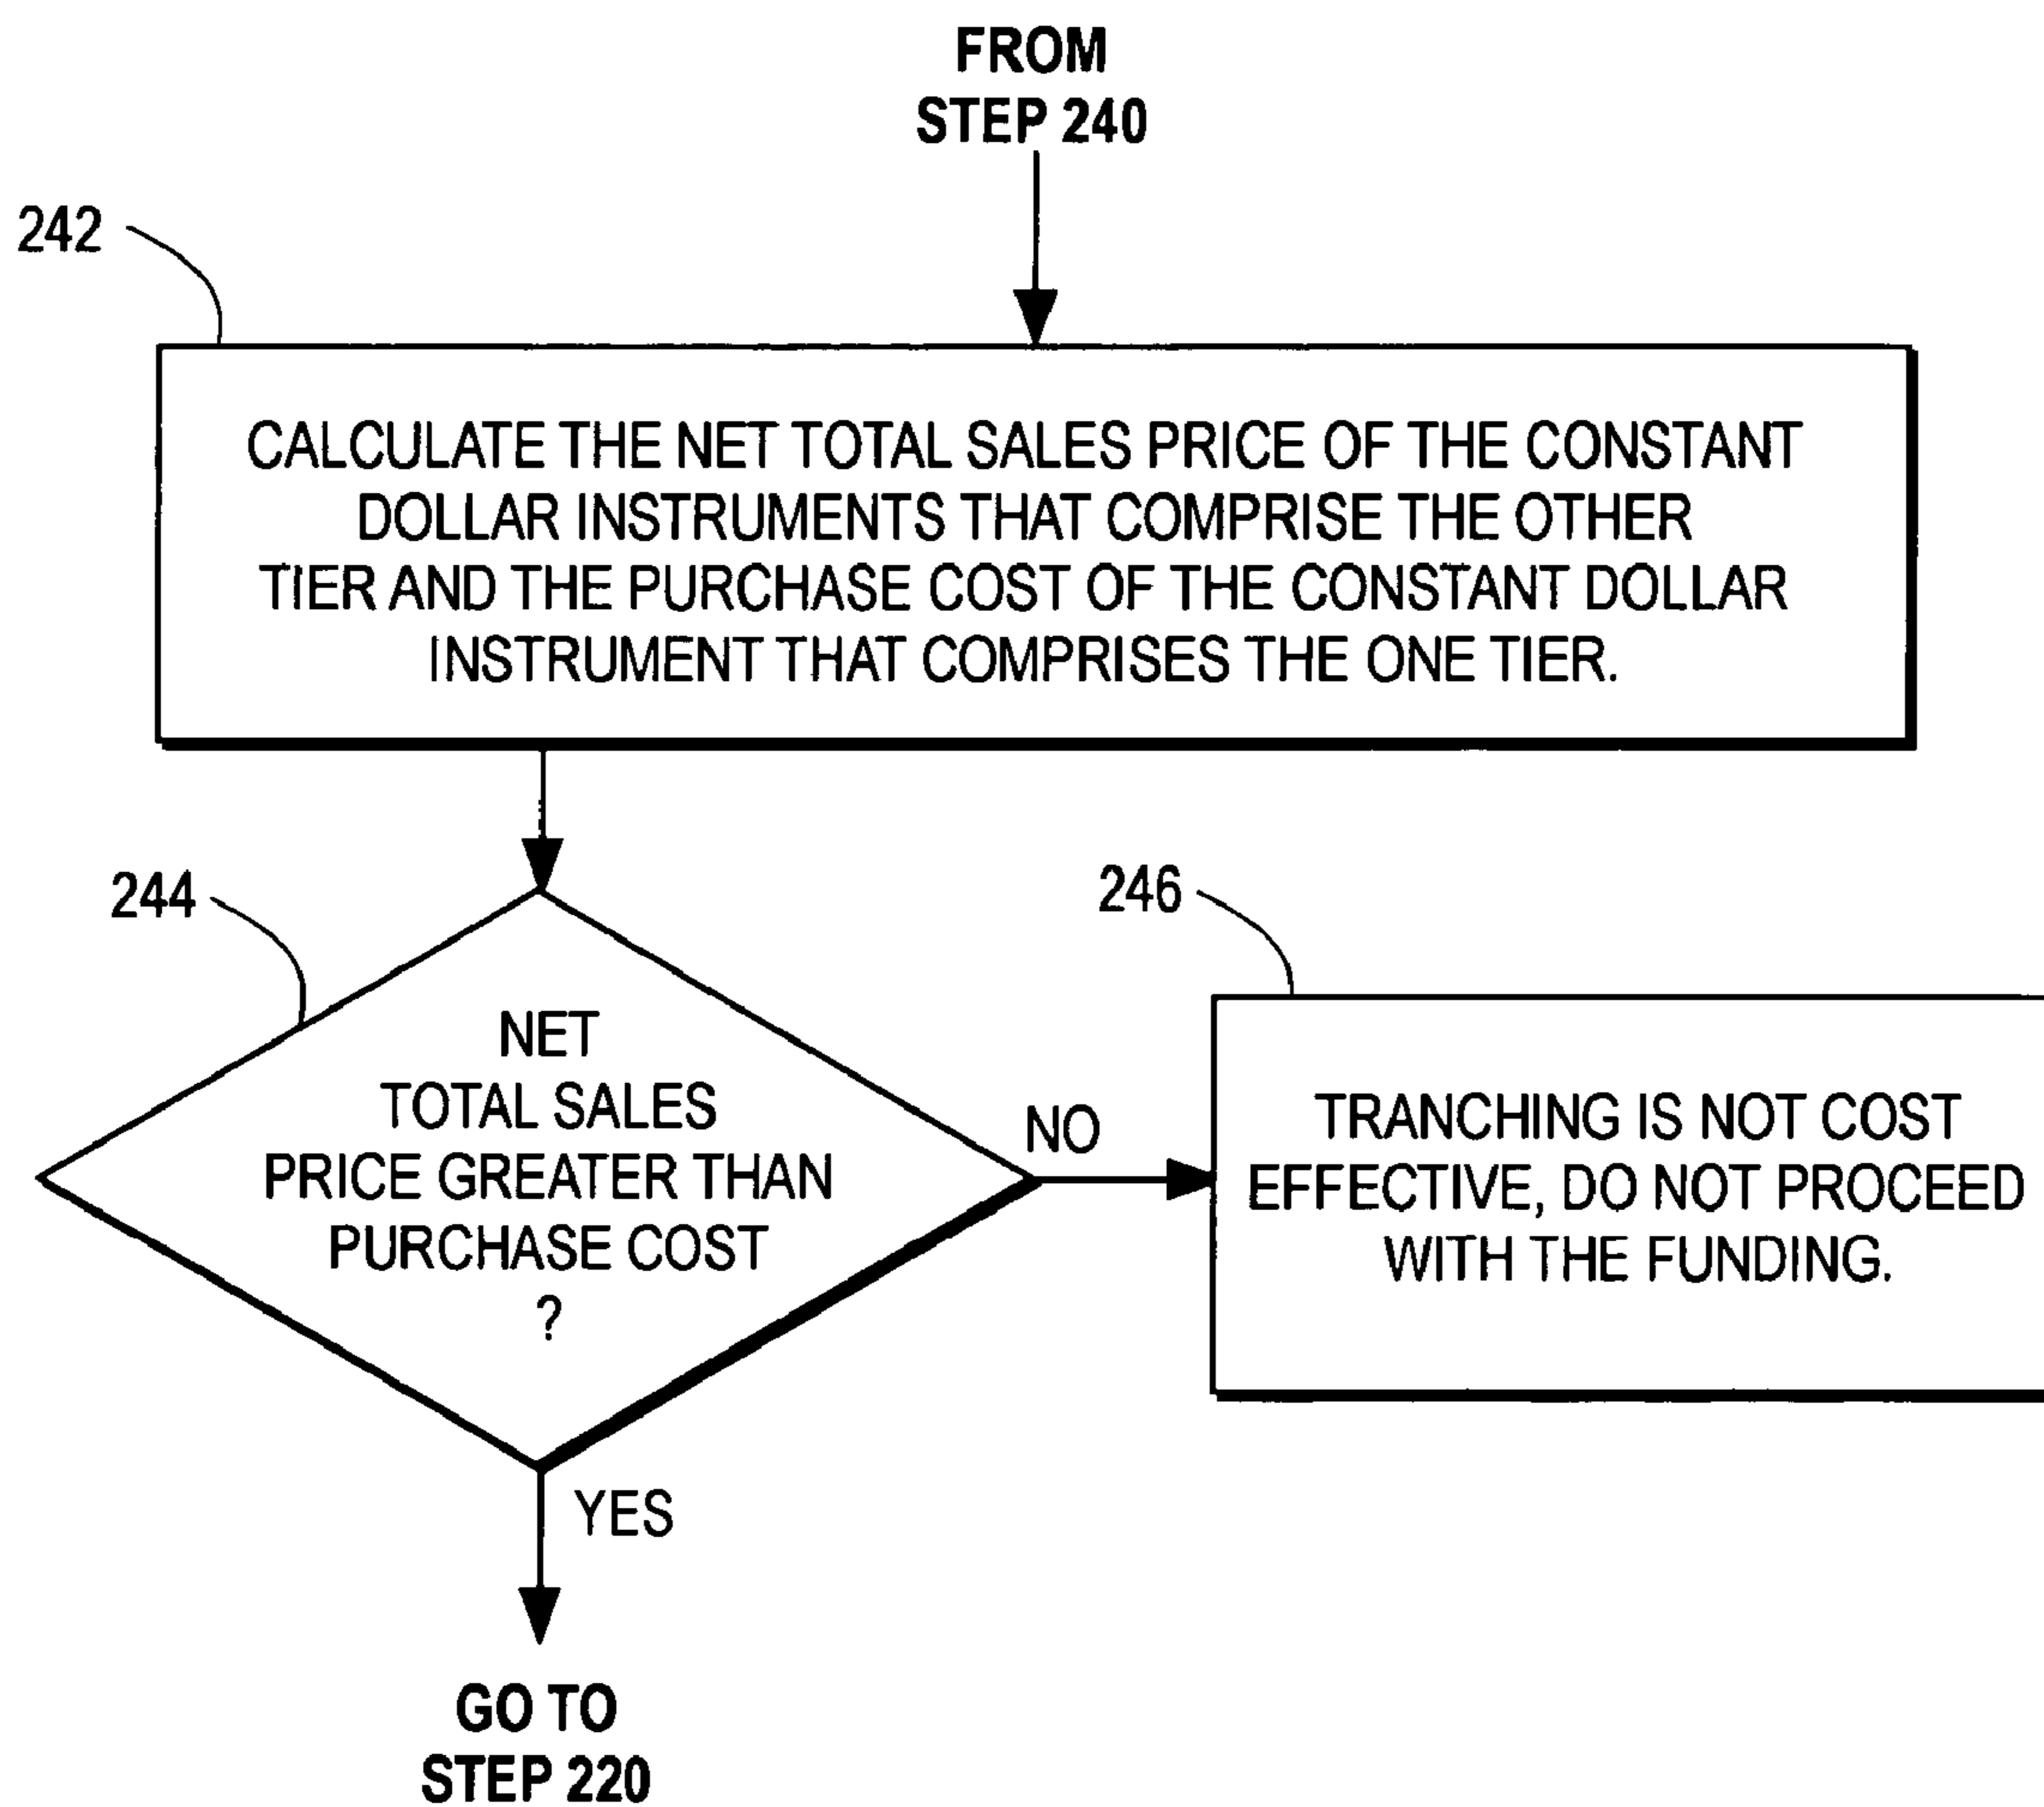 FROM
STEP 240
242
CALCULATE THE NET TOTAL SALES PRICE OF THE CONSTANT
DOLLAR INSTRUMENTS THAT COMPRISE THE OTHER
TIER AND THE PURCHASE COST OF THE CONSTANT DOLLAR
INSTRUMENT THAT COMPRISES THE ONE TIER.
244
NET
TOTAL SALES
PRICE GREATER THAN
PURCHASE COST
?
NO
246
TRANCHING IS NOT COST
EFFECTIVE, DO NOT PROCEED
WITH THE FUNDING.
YES
GO TO
STEP 220